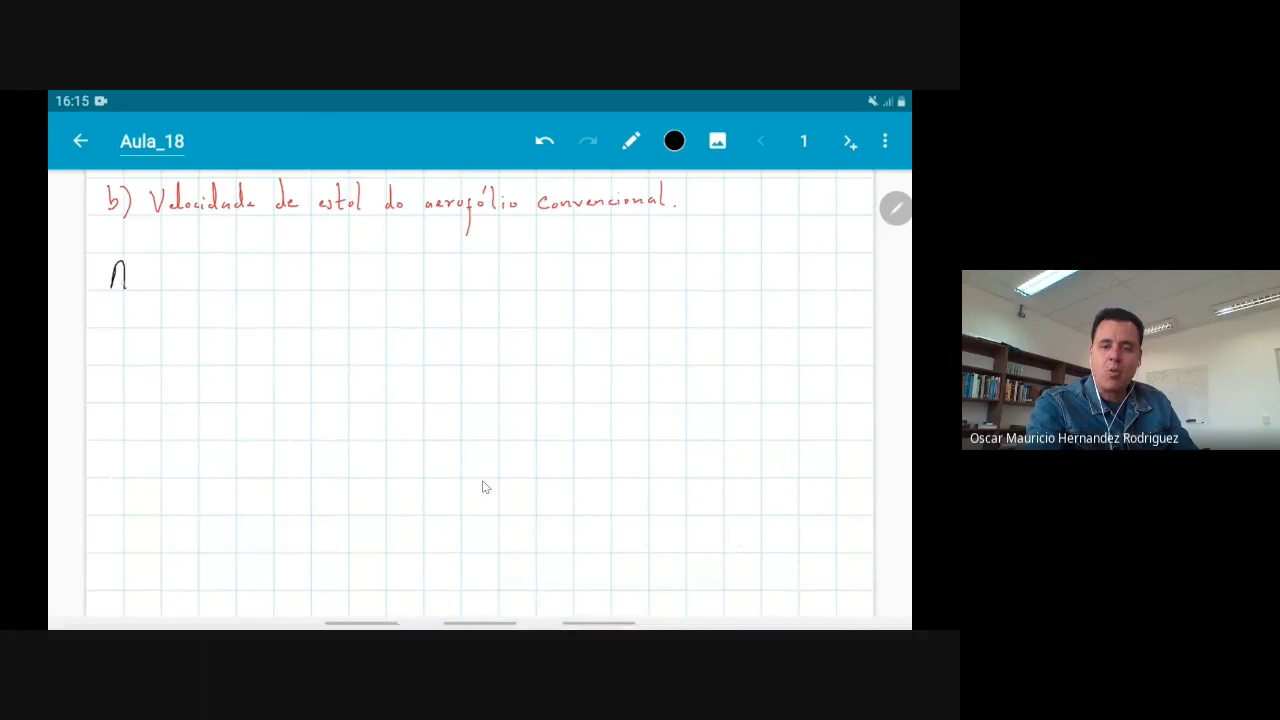 16:15
Aula_18
1
b) Velocidade de estol do aerofólio convencional.
Oscar Mauricio Hernandez Rodriguez